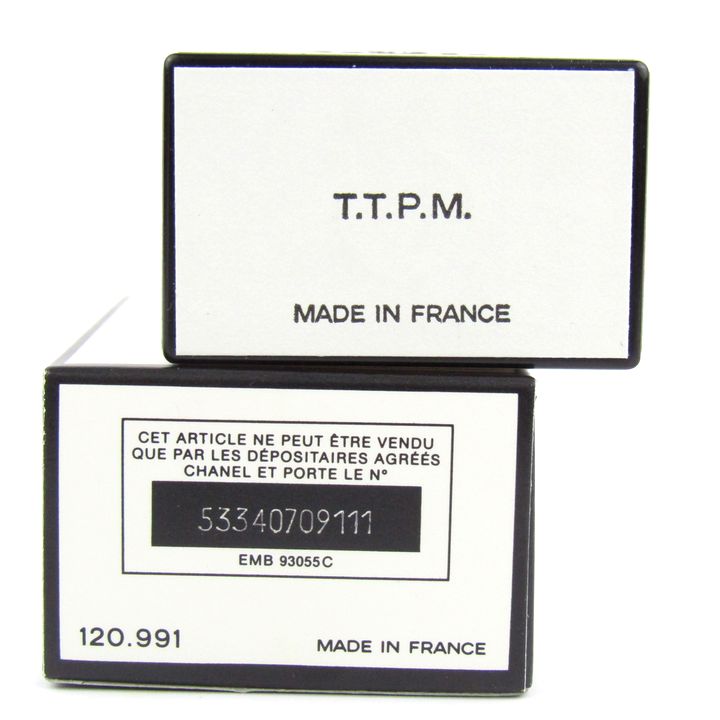 T.T.P.M.
MADE IN FRANCE
CET ARTICLE NE PEUT ÊTRE VENDU
QUE PAR LES DÉPOSITAIRES AGRÉÉS
CHANEL ET PORTE LE N°
53340709111
EMB 93055C
120.991
MADE IN FRANCE